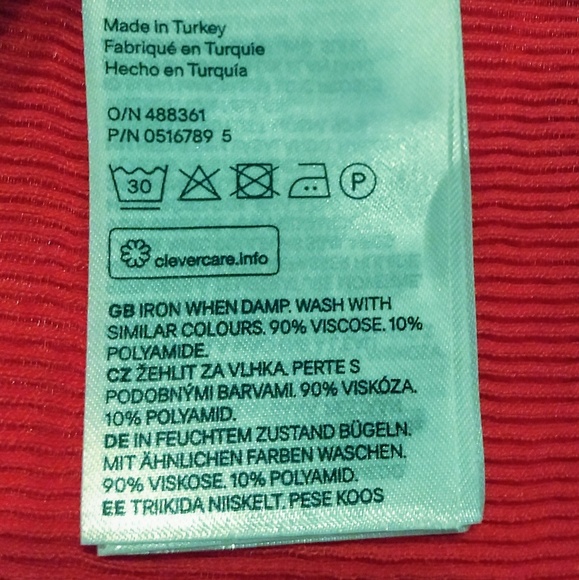 Made in Turkey
Fabriqué en Turquie
Hecho en Turquía
O/N 488361
P/N 0516789 5
30 P
clevercare.info
GB IRON WHEN DAMP. WASH WITH
SIMILAR COLOURS. 90% VISCOSE. 10%
POLYAMIDE.
CZ ŽEHLIT ZA VLHKA. PERTE S
PODOBNÝMI BARVAMI. 90% VISKÓZA.
10% POLYAMID.
DE IN FEUCHTEM ZUSTAND BÜGELN.
MIT ÄHNLICHEN FARBEN WASCHEN.
90% VISKOSE. 10% POLYAMID.
EE TRIIKIDA NIISKELT. PESE KOOS